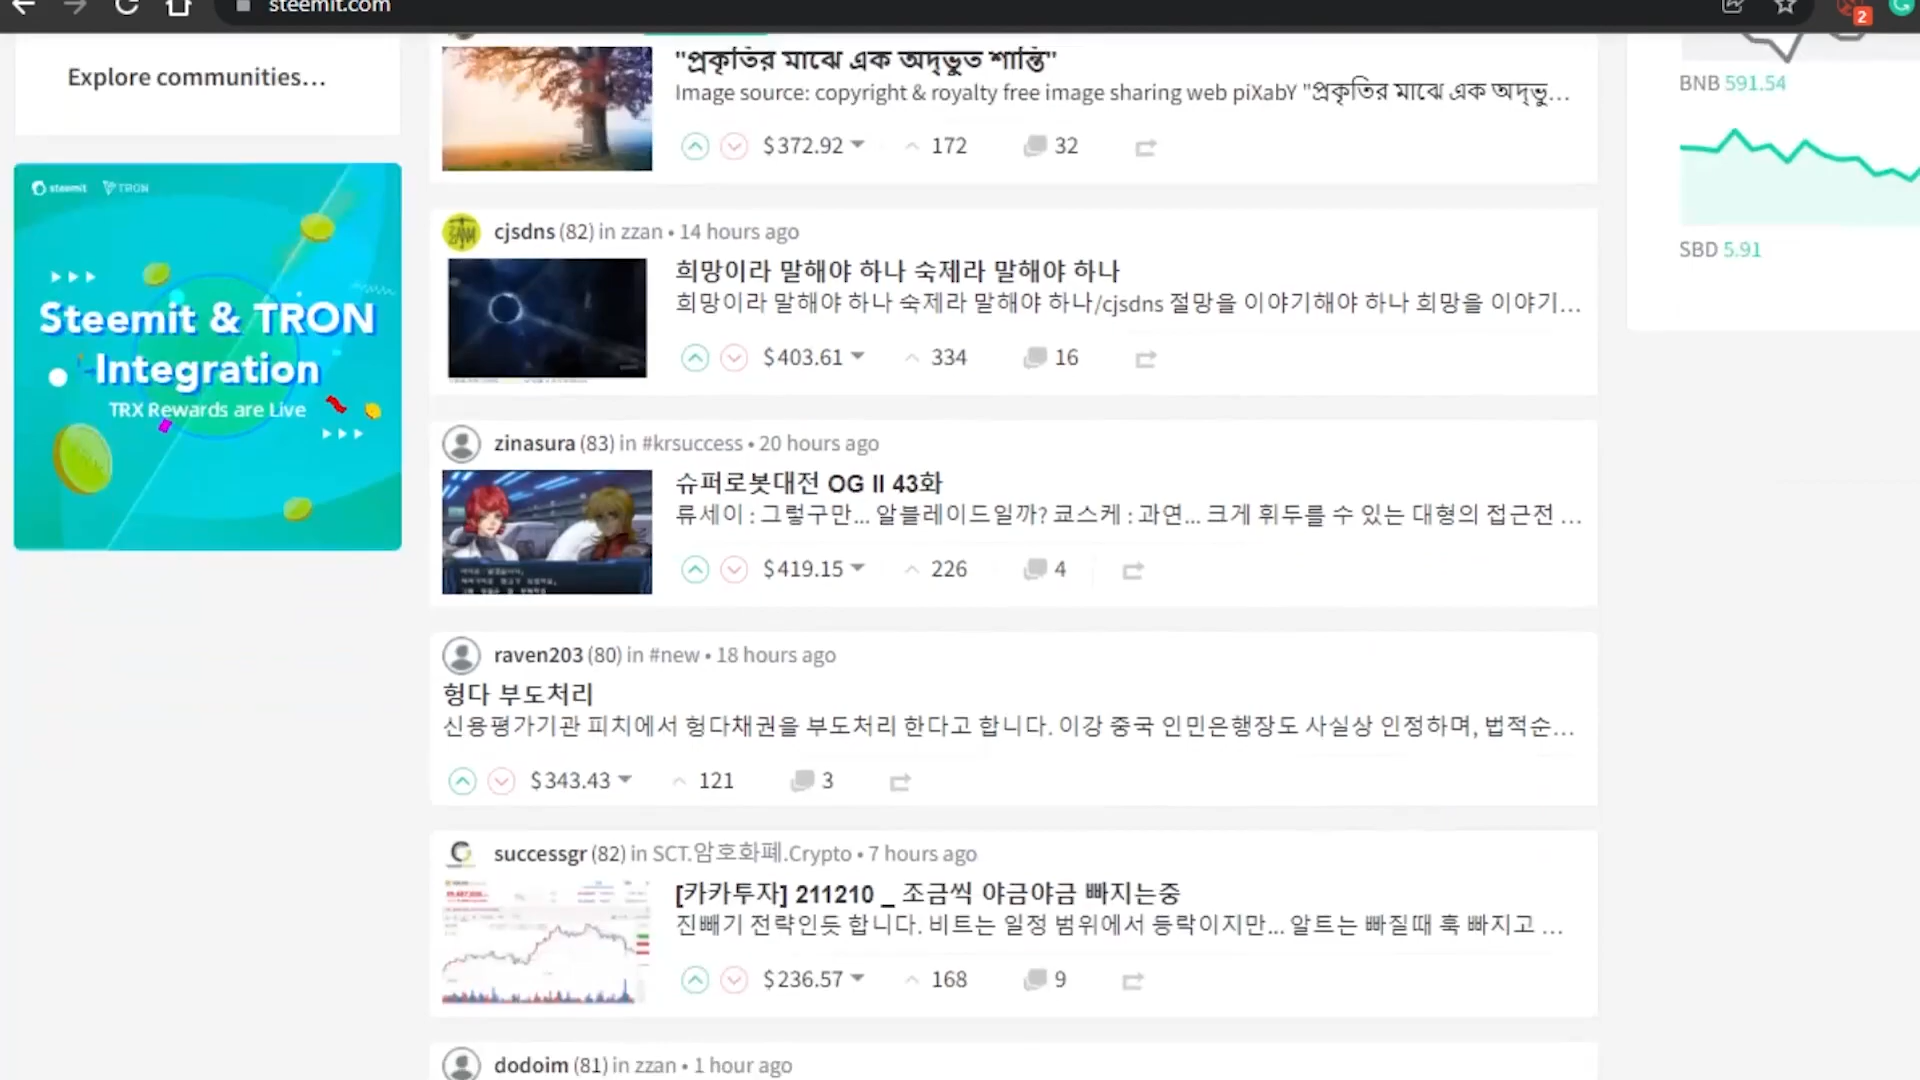 steemit.com
2
Explore communities...
steemit TRON
Steemit & TRON
Integration
TRX Rewards are Live
"প্রকৃতির মাঝে এক অদ্ভুত শান্তি"
Image source: copyright & royalty free image sharing web piXabY "প্রকৃতির মাঝে এক অদ্ভু...
$372.92 172 32
cjsdns (82) in zzan • 14 hours ago
희망이라 말해야 하나 숙제라 말해야 하나
희망이라 말해야 하나 숙제라 말해야 하나/cjsdns 절망을 이야기해야 하나 희망을 이야기...
$403.61 334 16
zinasura (83) in #krsuccess • 20 hours ago
슈퍼로봇대전 OG II 43화
류세이 : 그렇구만... 알블레이드일까? 쿄스케 : 과연... 크게 휘두를 수 있는 대형의 접근전 ...
$419.15 226 4
raven203 (80) in #new • 18 hours ago
헝다 부도처리
신용평가기관 피치에서 헝다채권을 부도처리 한다고 합니다. 이강 중국 인민은행장도 사실상 인정하며, 법적순...
$343.43 121 3
successgr (82) in SCT.암호화폐.Crypto • 7 hours ago
[카카투자] 211210 _ 조금씩 야금야금 빠지는중
진빼기 전략인듯 합니다. 비트는 일정 범위에서 등락이지만... 알트는 빠질때 훅 빠지고 ...
$236.57 168 9
dodoim (81) in zzan • 1 hour ago
BNB 591.54
SBD 5.91